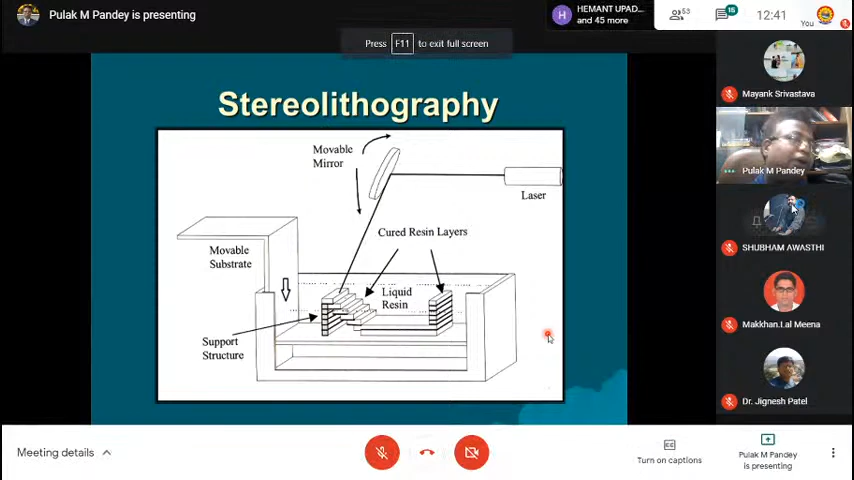 Pulak M Pandey is presenting
H
HEMANT UPAD...
and 45 more
53
15
12:41
You
Press F11 to exit full screen
Stereolithography
Movable
Mirror
Laser
Cured Resin Layers
Movable
Substrate
Liquid
Resin
Support
Structure
Mayank Srivastava
Pulak M Pandey
SHUBHAM AWASTHI
Makkhan.Lal Meena
Dr. Jignesh Patel
Meeting details
Turn on captions
Pulak M Pandey
is presenting